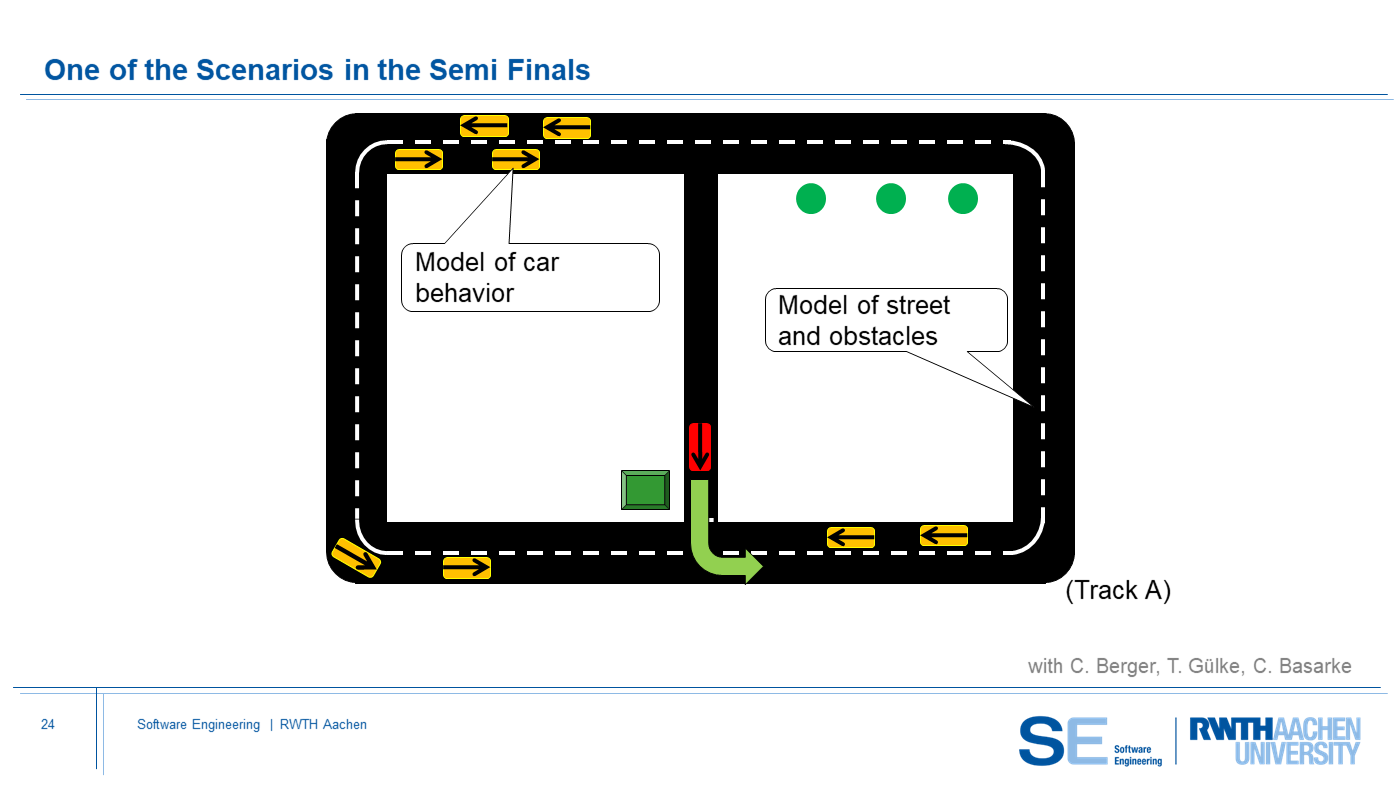 One of the Scenarios in the Semi Finals
Model of car
behavior
Model of street
and obstacles
(Track A)
with C. Berger, T. Gülke, C. Basarke
24
Software Engineering | RWTH Aachen
SE Software
Engineering
RWTHAACHEN
UNIVERSITY